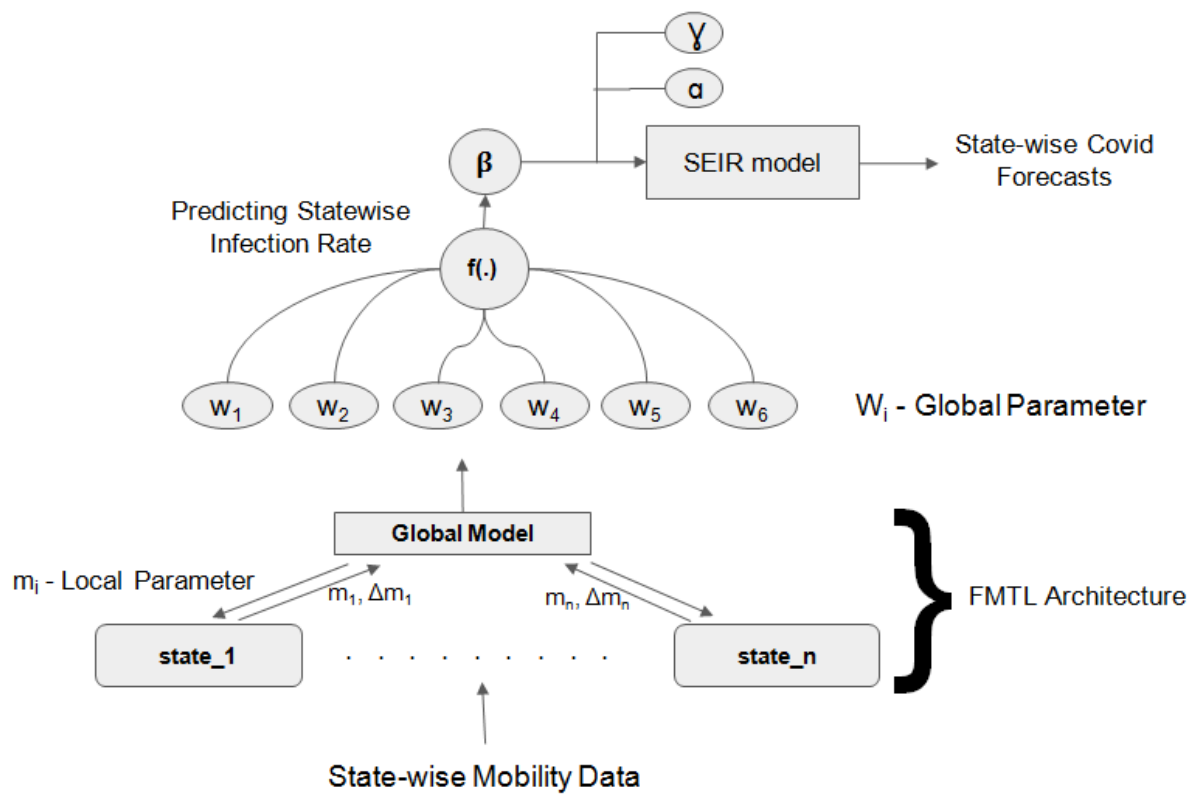 Ɣ
ɑ
β
SEIR model
State-wise Covid
Forecasts
Predicting Statewise
Infection Rate
f(.)
W1 W2 W3 W4 W5 W6
Wi - Global Parameter
Global Model
mi - Local Parameter
m1, Δm1
mn, Δmn
FMTL Architecture
state_1 . . . . . . . . . state_n
State-wise Mobility Data